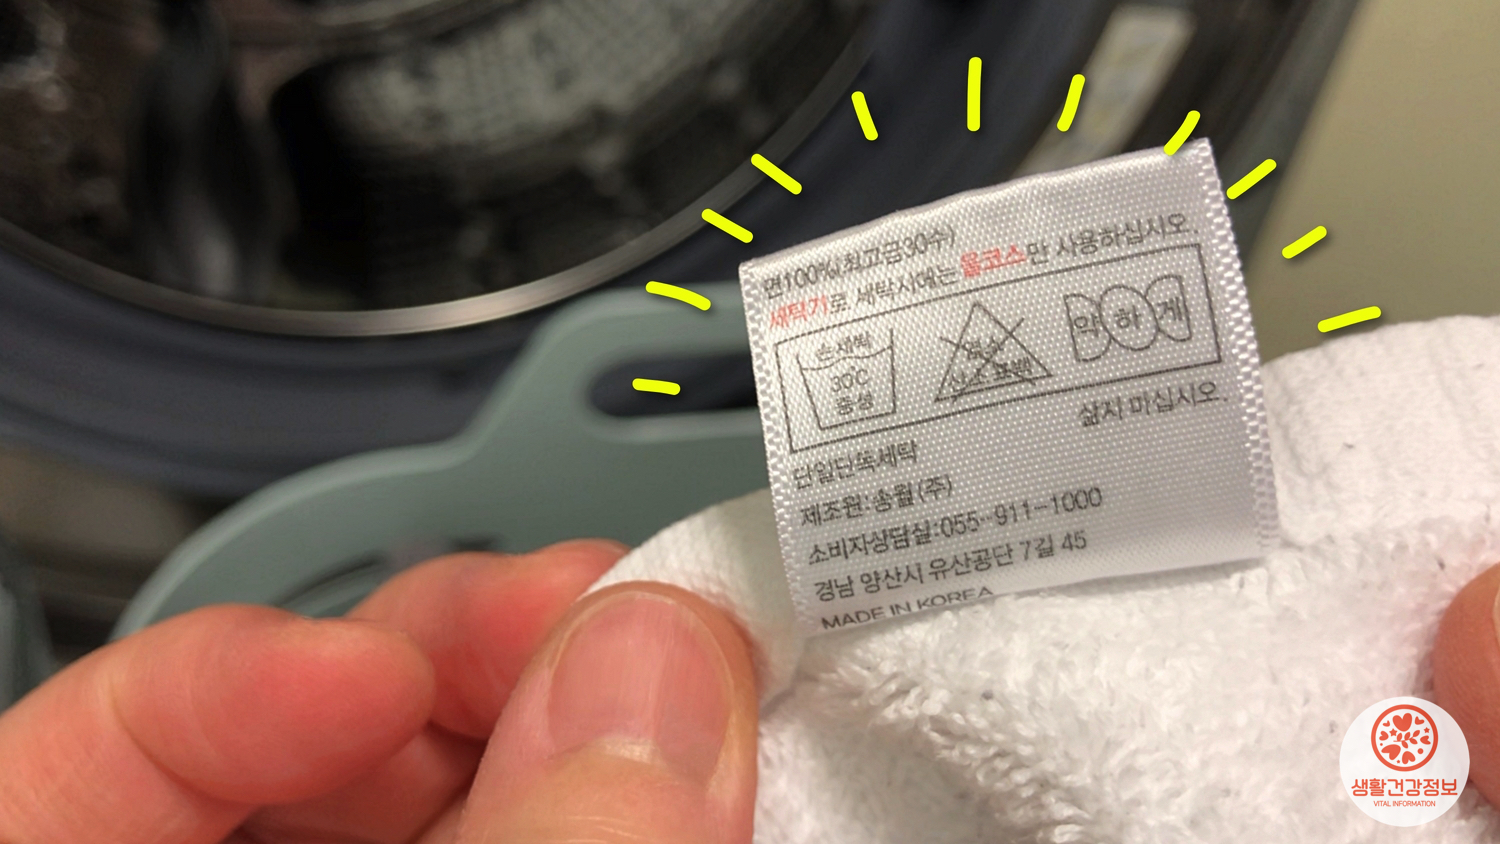 면100%(최고급30수)
세탁기로 세탁시에는 울코스만 사용하십시오.
손세탁
30℃
중성
염소
산소 표백
약하게
삶지 마십시오.
단일단독세탁
제조원:송월(주)
소비자상담실:055-911-1000
경남 양산시 유산공단 7길 45
MADE IN KOREA
생활건강정보
VITAL INFORMATION